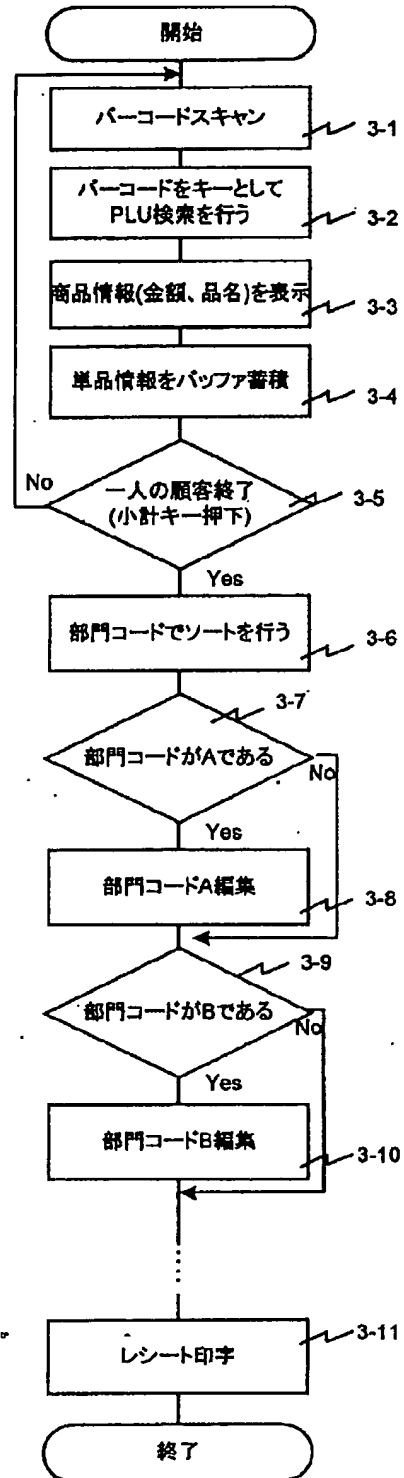 開始
バーコードスキャン
3-1
バーコードをキーとして
PLU検索を行う
3-2
商品情報(金額、品名)を表示
3-3
単品情報をバッファ蓄積
3-4
No
一人の顧客終了
(小計キー押下)
3-5
Yes
部門コードでソートを行う
3-6
3-7
部門コードがAである
No
Yes
部門コードA編集
3-8
3-9
部門コードがBである
No
Yes
部門コードB編集
3-10
レシート印字
3-11
終了